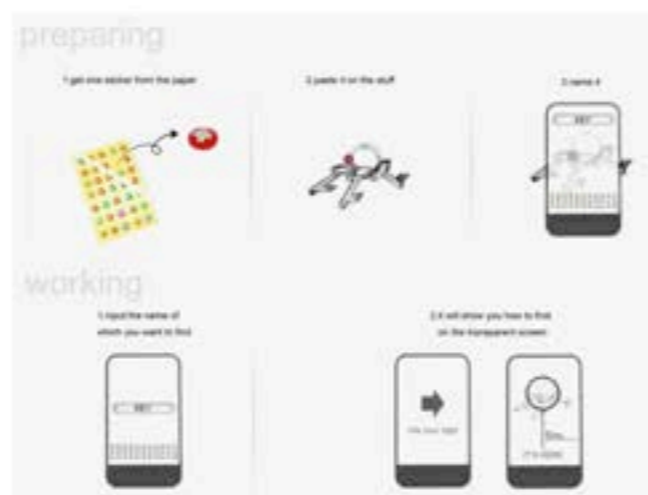 preparing
1 get one sticker from the paper
2 paste it on the stuff
3 name it
KEY
working
1 input the name of
which you want to find
2 it will show you how to find
on the transparent screen
KEY